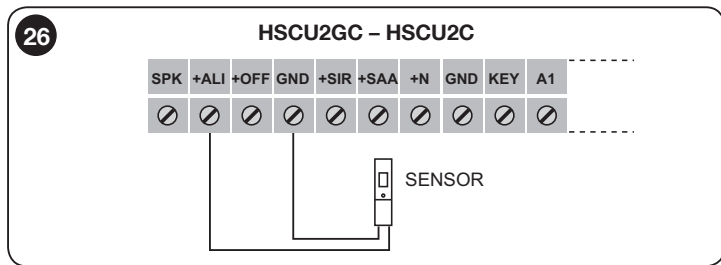 26
HSCU2GC – HSCU2C
SPK +ALI +OFF GND +SIR +SAA +N GND KEY A1
SENSOR